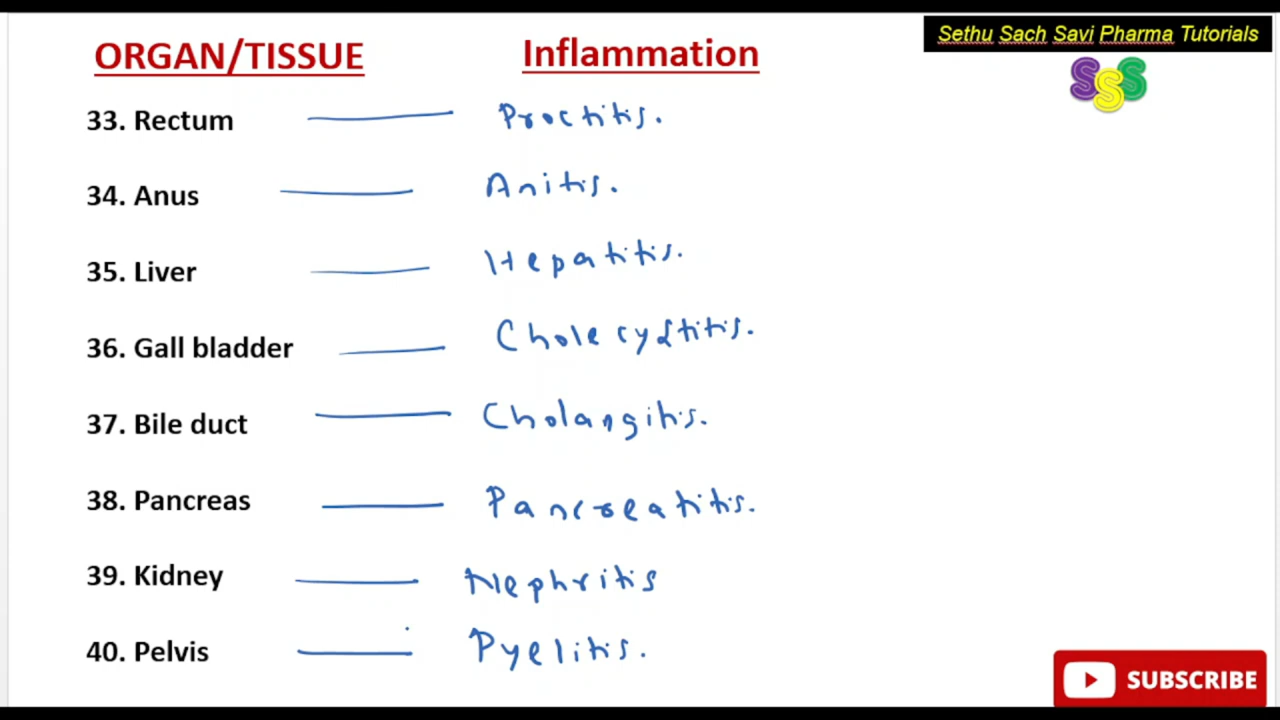 Sethu Sach Savi Pharma Tutorials
SSS
ORGAN/TISSUE Inflammation
33. Rectum Proctitis.
34. Anus Anitis.
35. Liver Hepatitis.
36. Gall bladder Cholecystitis.
37. Bile duct Cholangitis.
38. Pancreas Pancreatitis.
39. Kidney Nephritis
40. Pelvis Pyelitis.
SUBSCRIBE